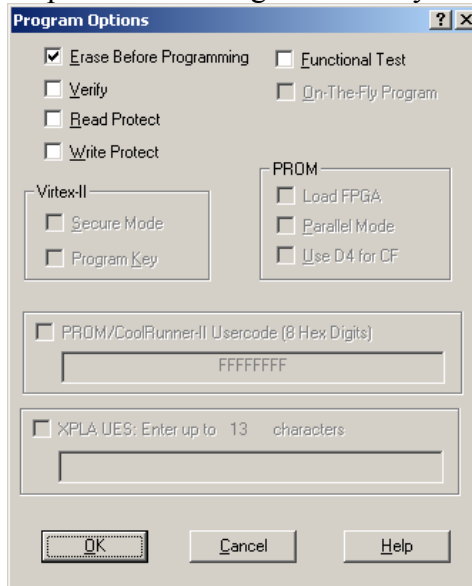 Program Options
Erase Before Programming
Functional Test
Verify
On-The-Fly Program
Read Protect
Write Protect
PROM
Virtex-II
Load FPGA
Secure Mode
Parallel Mode
Program Key
Use D4 for CF
PROM/CoolRunner-II Usercode (8 Hex Digits)
FFFFFFFF
XPLA UES: Enter up to 13 characters
OK Cancel Help